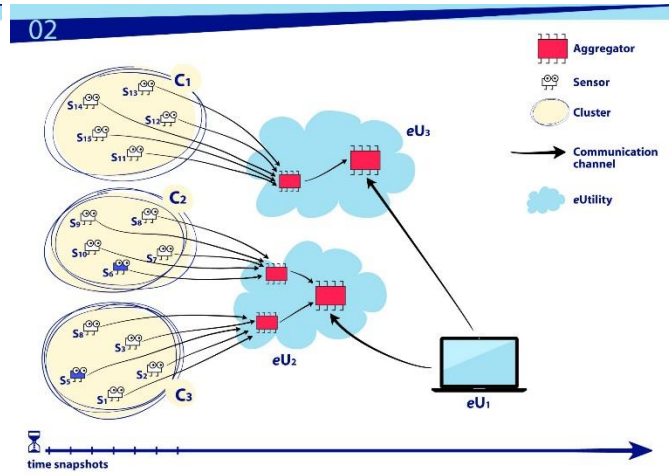 02
C1
S13
S14
S12
S15
S11
eU3
C2
S9
S8
S10
S7
S6
eU2
S8
S3
S5
S2
S1
C3
eU1
Aggregator
Sensor
Cluster
Communication
channel
eUtility
time snapshots